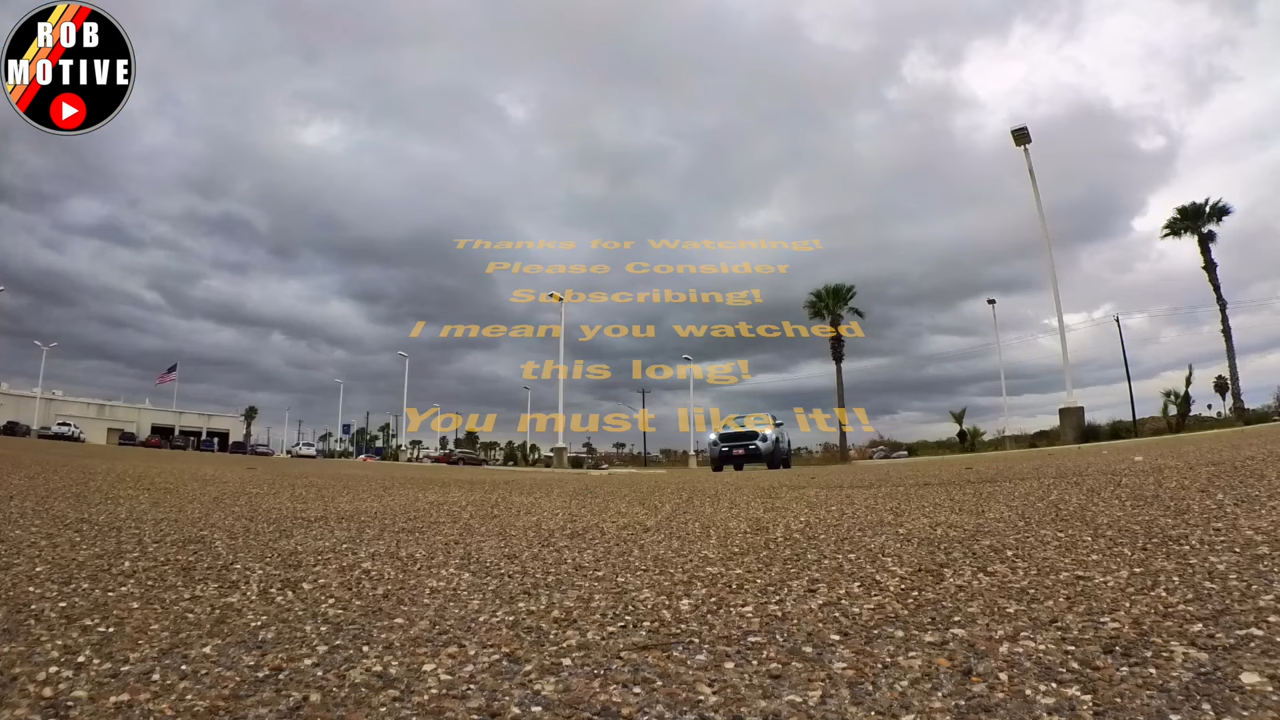 ROB
MOTIVE
Thanks for Watching!
Please Consider
Subscribing!
I mean you watched
this long!
You must like it!!